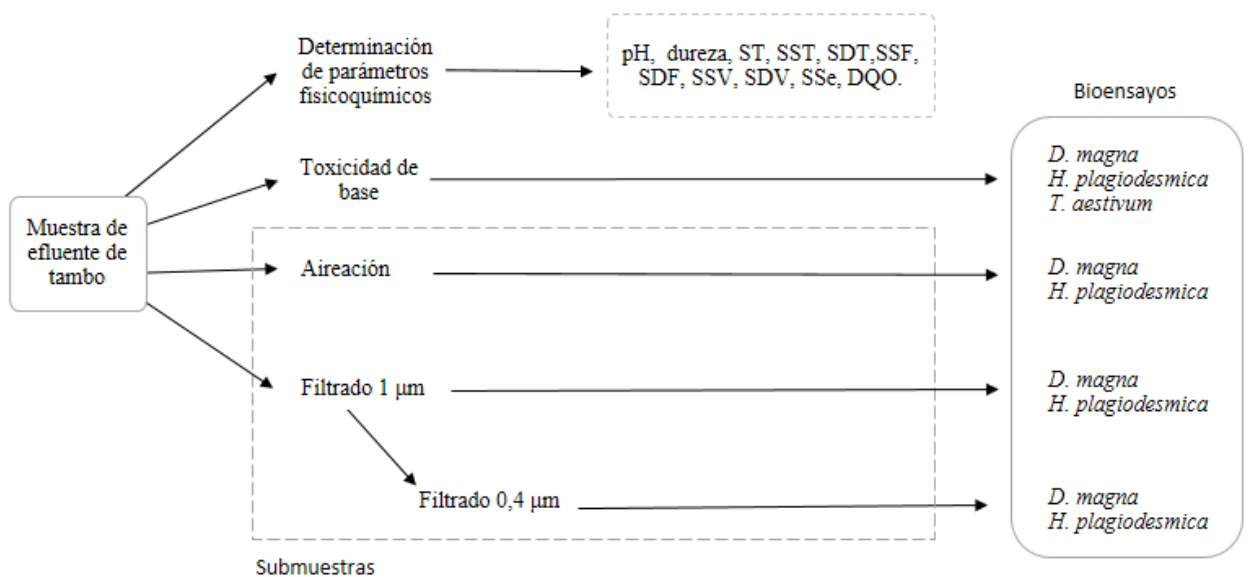 Determinación
de parámetros
fisicoquímicos
pH, dureza, ST, SST, SDT,SSF,
SDF, SSV, SDV, SSe, DQO.
Bioensayos
Muestra de
efluente de
tambo
Toxicidad de
base
D. magna
H. plagiodesmica
T. aestivum
Aireación
D. magna
H. plagiodesmica
Filtrado 1 µm
D. magna
H. plagiodesmica
Filtrado 0,4 µm
D. magna
H. plagiodesmica
Submuestras